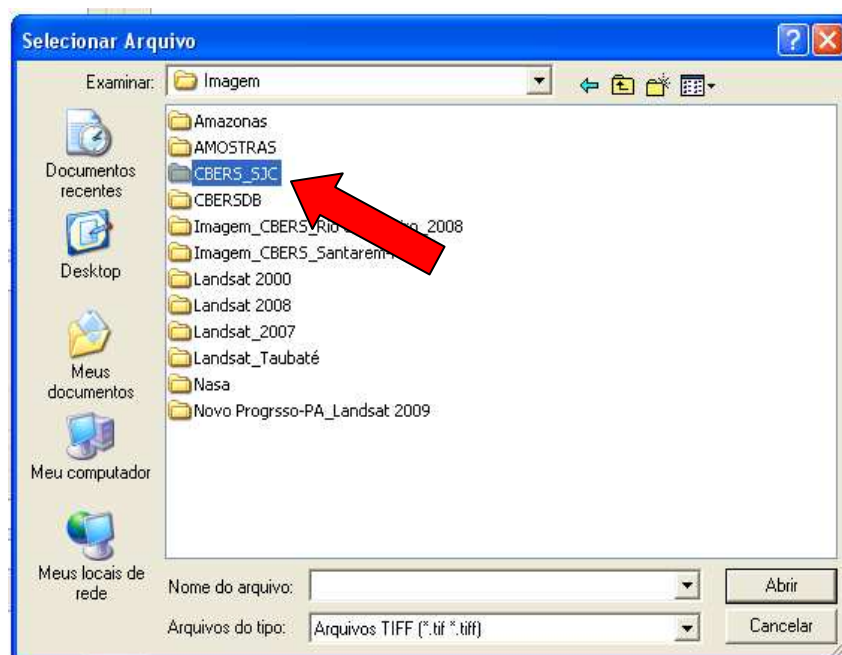 Selecionar Arquivo
Examinar: Imagem
Documentos recentes
Desktop
Meus documentos
Meu computador
Meus locais de rede
Amazonas
AMOSTRAS
CBERS_SJC
CBERSDB
Imagem_CBERS_Rio 2008
Imagem_CBERS_Santarem
Landsat 2000
Landsat 2008
Landsat_2007
Landsat_Taubaté
Nasa
Novo Progrsso-PA_Landsat 2009
Nome do arquivo: Abrir
Arquivos do tipo: Arquivos TIFF (*.tif *.tiff) Cancelar